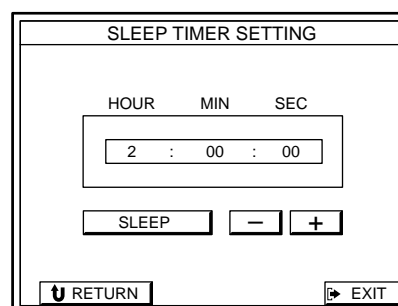 SLEEP TIMER SETTING
HOUR MIN SEC
2 : 00 : 00
SLEEP − +
RETURN EXIT